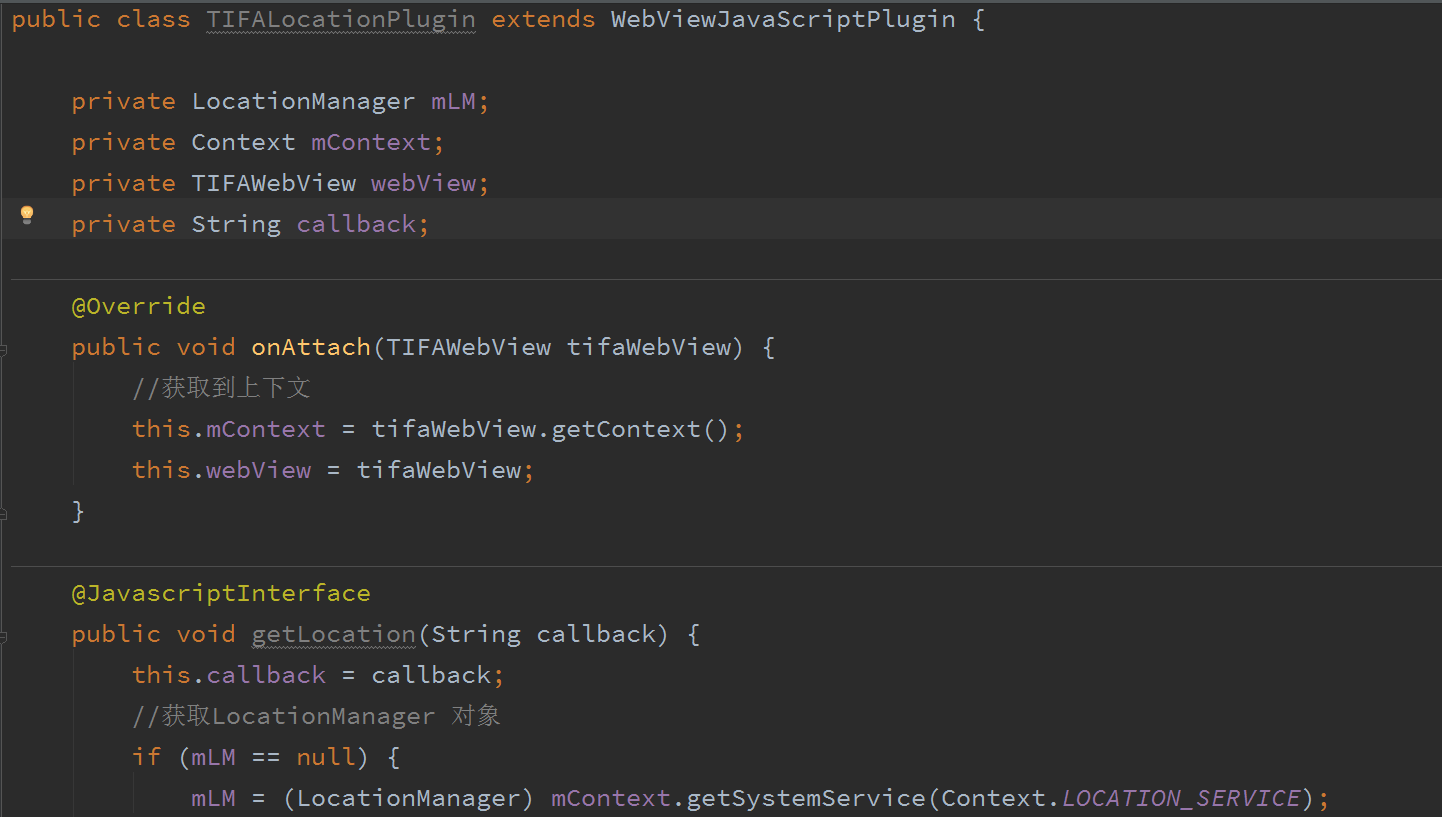 public class TIFALocationPlugin extends WebViewJavaScriptPlugin {
private LocationManager mLM;
private Context mContext;
private TIFAWebView webView;
private String callback;
@Override
public void onAttach(TIFAWebView tifaWebView) {
//获取到上下文
this.mContext = tifaWebView.getContext();
this.webView = tifaWebView;
}
@JavascriptInterface
public void getLocation(String callback) {
this.callback = callback;
//获取LocationManager 对象
if (mLM == null) {
mLM = (LocationManager) mContext.getSystemService(Context.LOCATION_SERVICE);